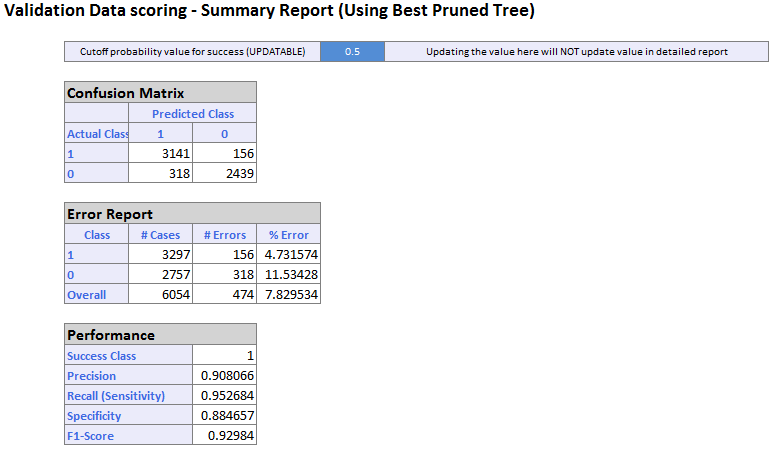 Validation Data scoring - Summary Report (Using Best Pruned Tree)
Cutoff probability value for success (UPDATABLE) 0.5 Updating the value here will NOT update value in detailed report
Confusion Matrix
Predicted Class
Actual Class 1 0
1 3141 156
0 318 2439
Error Report
Class # Cases # Errors % Error
1 3297 156 4.731574
0 2757 318 11.53428
Overall 6054 474 7.829534
Performance
Success Class 1
Precision 0.908066
Recall (Sensitivity) 0.952684
Specificity 0.884657
F1-Score 0.92984